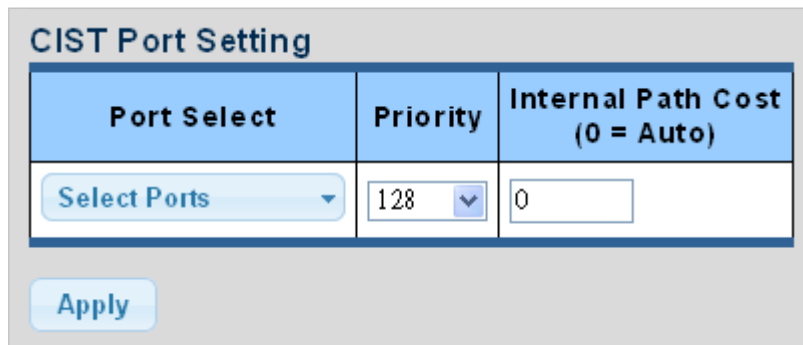 CIST Port Setting
Port Select
Priority
Internal Path Cost
(0 = Auto)
Select Ports
128
0
Apply